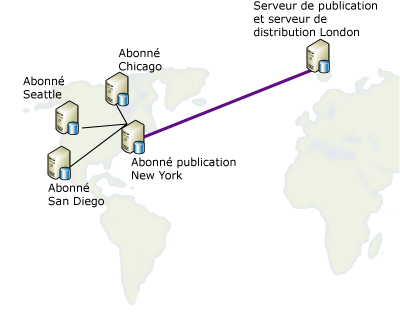 Serveur de publication
et serveur de
distribution London
Abonné
Chicago
Abonné
Seattle
Abonné publication
New York
Abonné
San Diego